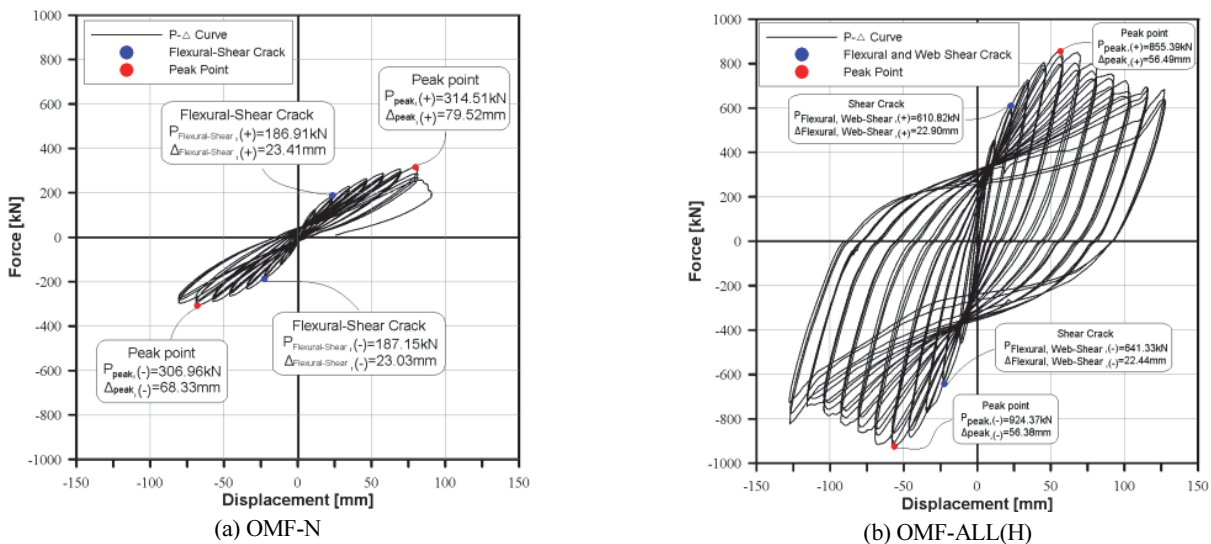 1000
800
600
400
200
0
-200
-400
-600
-800
-1000
Force [kN]
P-△ Curve
Flexural-Shear Crack
Peak Point
Peak point
Ppeak,(+)=314.51kN
Δpeak,(+)=79.52mm
Flexural-Shear Crack
PFlexural-Shear,(+)=186.91kN
ΔFlexural-Shear,(+)=23.41mm
Flexural-Shear Crack
PFlexural-Shear,(-)=187.15kN
ΔFlexural-Shear,(-)=23.03mm
Peak point
Ppeak,(-)=306.96kN
Δpeak,(-)=68.33mm
-150 -100 -50 0 50 100 150
Displacement [mm]
(a) OMF-N
1000
800
600
400
200
0
-200
-400
-600
-800
-1000
Force [kN]
P-△ Curve
Flexural and Web Shear Crack
Peak Point
Peak point
Ppeak,(+)=855.39kN
Δpeak,(+)=56.49mm
Shear Crack
PFlexural, Web-Shear,(+)=610.82kN
ΔFlexural, Web-Shear,(+)=22.90mm
Shear Crack
PFlexural, Web-Shear,(-)=641.33kN
ΔFlexural, Web-Shear,(-)=22.44mm
Peak point
Ppeak,(-)=924.37kN
Δpeak,(-)=56.38mm
-150 -100 -50 0 50 100 150
Displacement [mm]
(b) OMF-ALL(H)